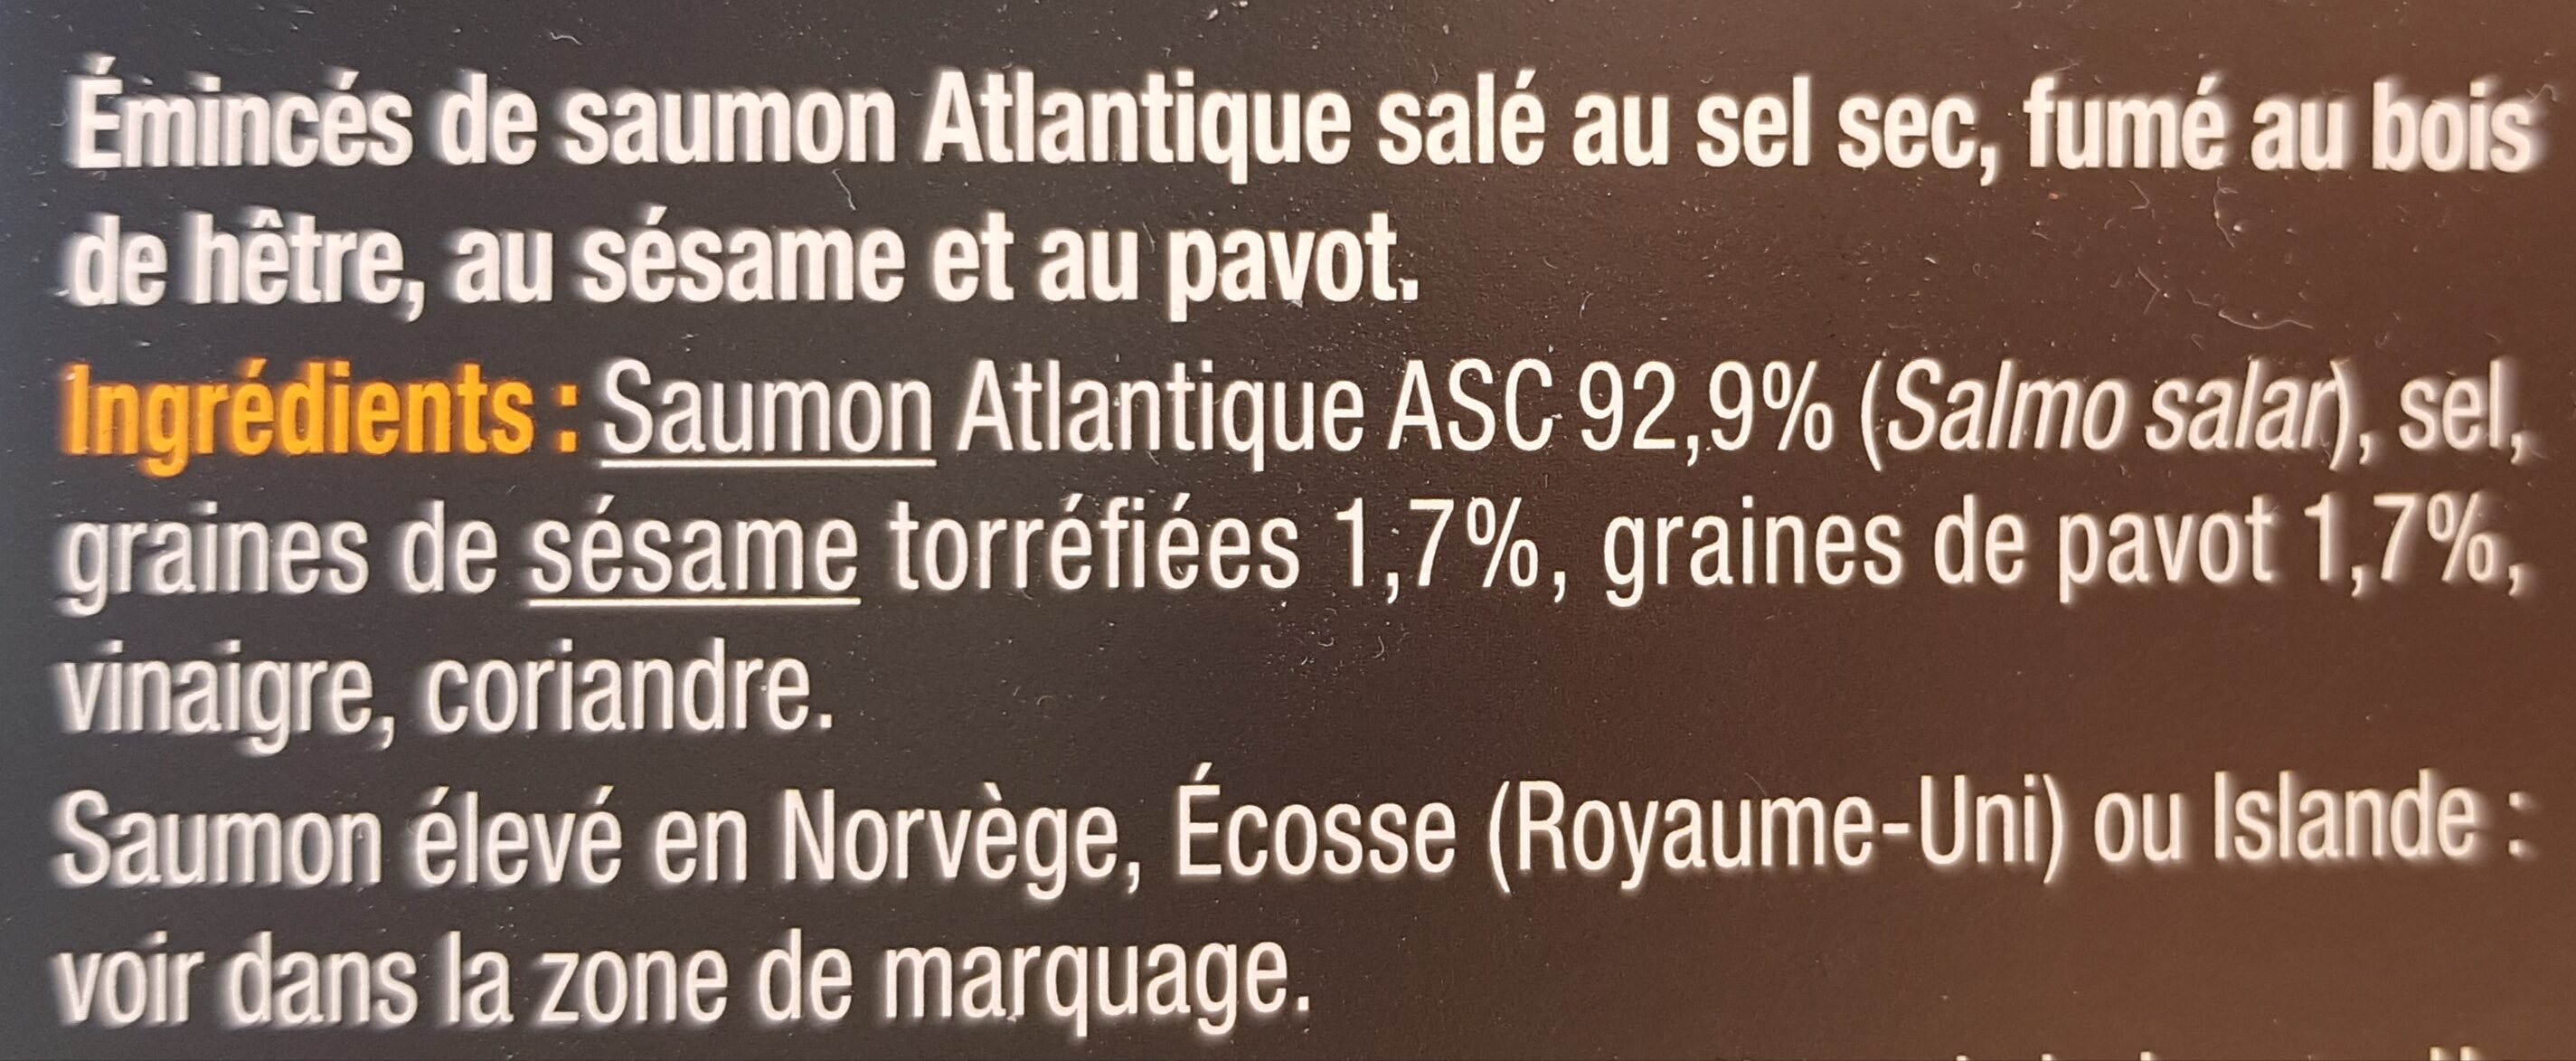 Émincés de saumon Atlantique salé au sel sec, fumé au bois
de hêtre, au sésame et au pavot.
Ingrédients : Saumon Atlantique ASC 92,9% (Salmo salar), sel,
graines de sésame torréfiées 1,7%, graines de pavot 1,7%,
vinaigre, coriandre.
Saumon élevé en Norvège, Écosse (Royaume-Uni) ou Islande :
voir dans la zone de marquage.